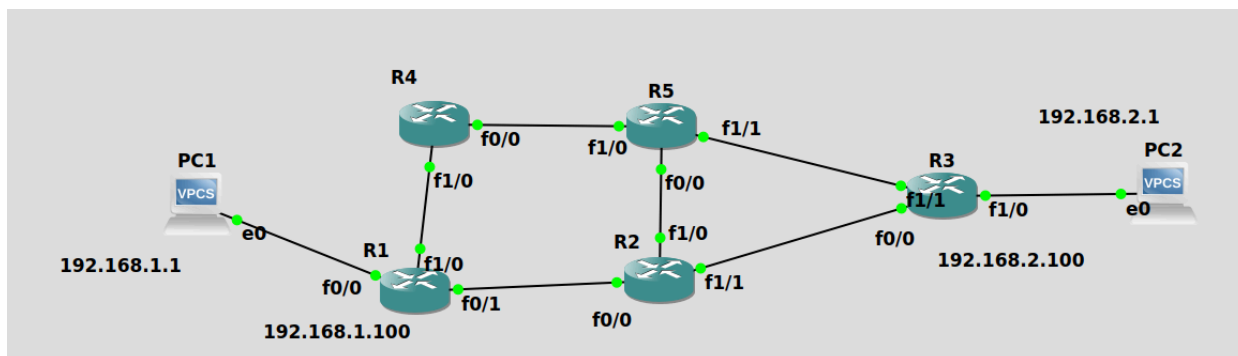 R4
R5
192.168.2.1
f1/1
PC1
f0/0
f1/0
R3
PC2
VPCS
f1/0
f0/0
VPCS
f1/1
f1/0
e0
e0
R1
R2
f1/0
192.168.1.1
f1/0
f0/0
192.168.2.100
f0/0
f0/1
f1/1
f0/0
192.168.1.100